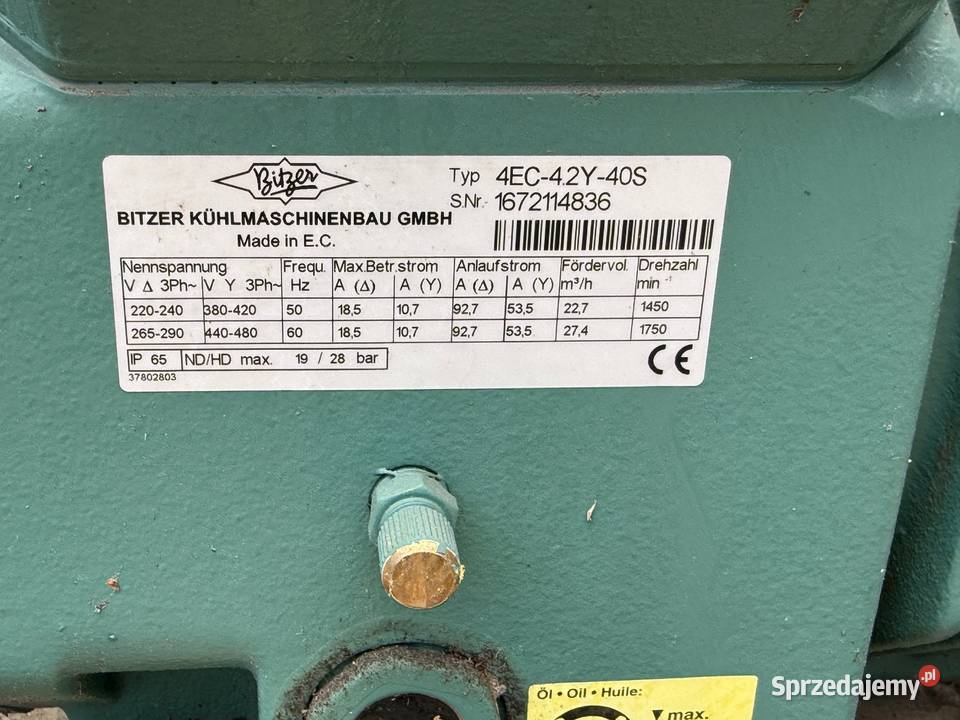 Bitzer
BITZER KÜHLMASCHINENBAU GMBH
Made in E.C.
Typ 4EC-4.2Y-40S
S.Nr. 1672114836
Nennspannung Frequ. Max.Betr.strom Anlaufstrom Fördervol. Drehzahl
V Δ 3Ph~ V Y 3Ph~ Hz A (Δ) A (Y) A (Δ) A (Y) m³/h min⁻¹
220-240 380-420 50 18,5 10,7 92,7 53,5 22,7 1450
265-290 440-480 60 18,5 10,7 92,7 53,5 27,4 1750
IP 65 ND/HD max. 19 / 28 bar
CE
37802803
Öl • Oil • Huile:
max.
Sprzedajemy.pl